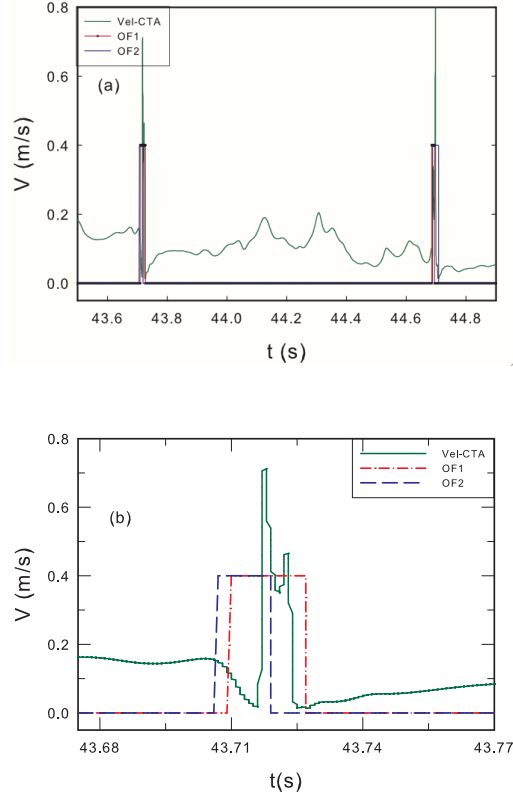 Vel-CTA
OF1
OF2
(a)
0.8
0.6
0.4
0.2
0.0
V (m/s)
43.6 43.8 44.0 44.2 44.4 44.6 44.8
t (s)
Vel-CTA
OF1
OF2
(b)
0.8
0.6
0.4
0.2
0.0
V (m/s)
43.68 43.71 43.74 43.77
t(s)